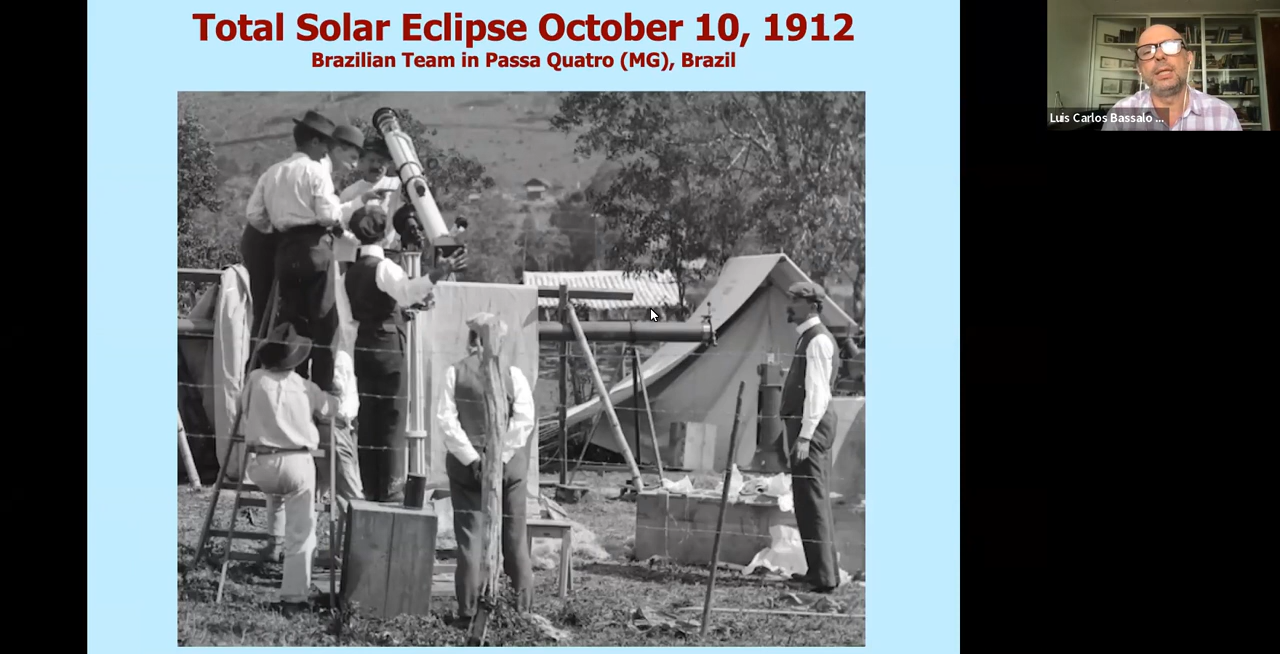 Total Solar Eclipse October 10, 1912
Brazilian Team in Passa Quatro (MG), Brazil
Luis Carlos Bassalo ...